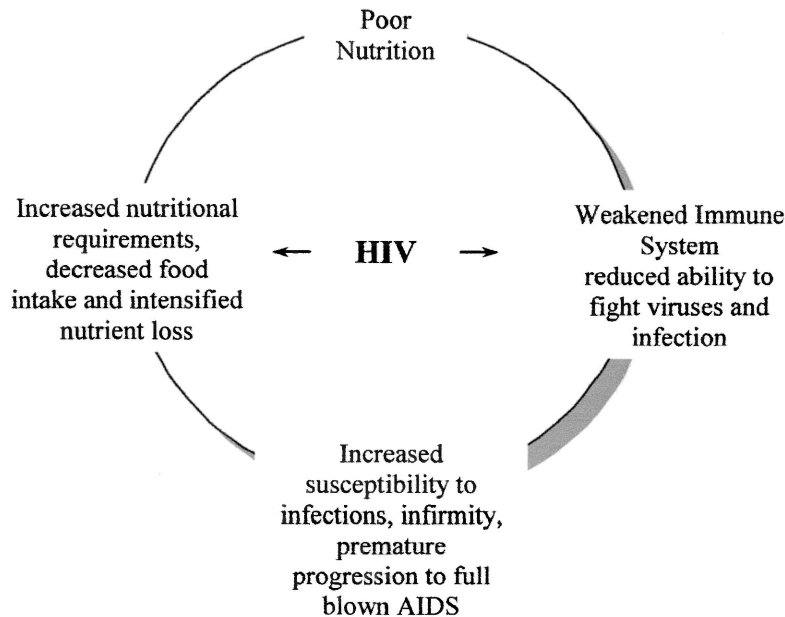 Poor
Nutrition
Increased nutritional
requirements,
decreased food
intake and intensified
nutrient loss
← HIV →
Weakened Immune
System
reduced ability to
fight viruses and
infection
Increased
susceptibility to
infections, infirmity,
premature
progression to full
blown AIDS